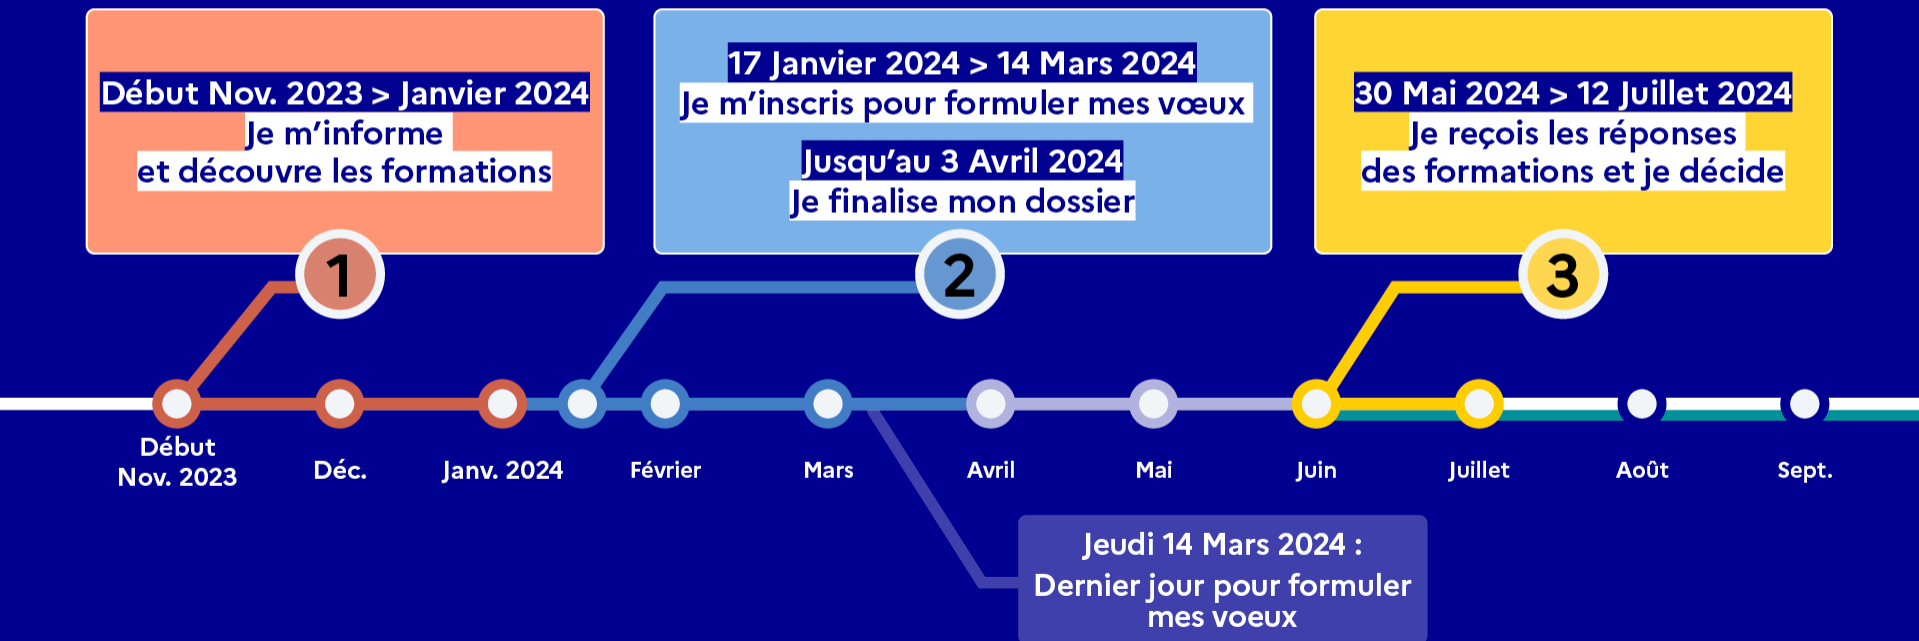 Début Nov. 2023 > Janvier 2024
Je m’informe
et découvre les formations
1
17 Janvier 2024 > 14 Mars 2024
Je m’inscris pour formuler mes vœux
Jusqu’au 3 Avril 2024
Je finalise mon dossier
2
30 Mai 2024 > 12 Juillet 2024
Je reçois les réponses
des formations et je décide
3
Début
Nov. 2023
Déc.
Janv. 2024
Février
Mars
Avril
Mai
Juin
Juillet
Août
Sept.
Jeudi 14 Mars 2024 :
Dernier jour pour formuler
mes voeux